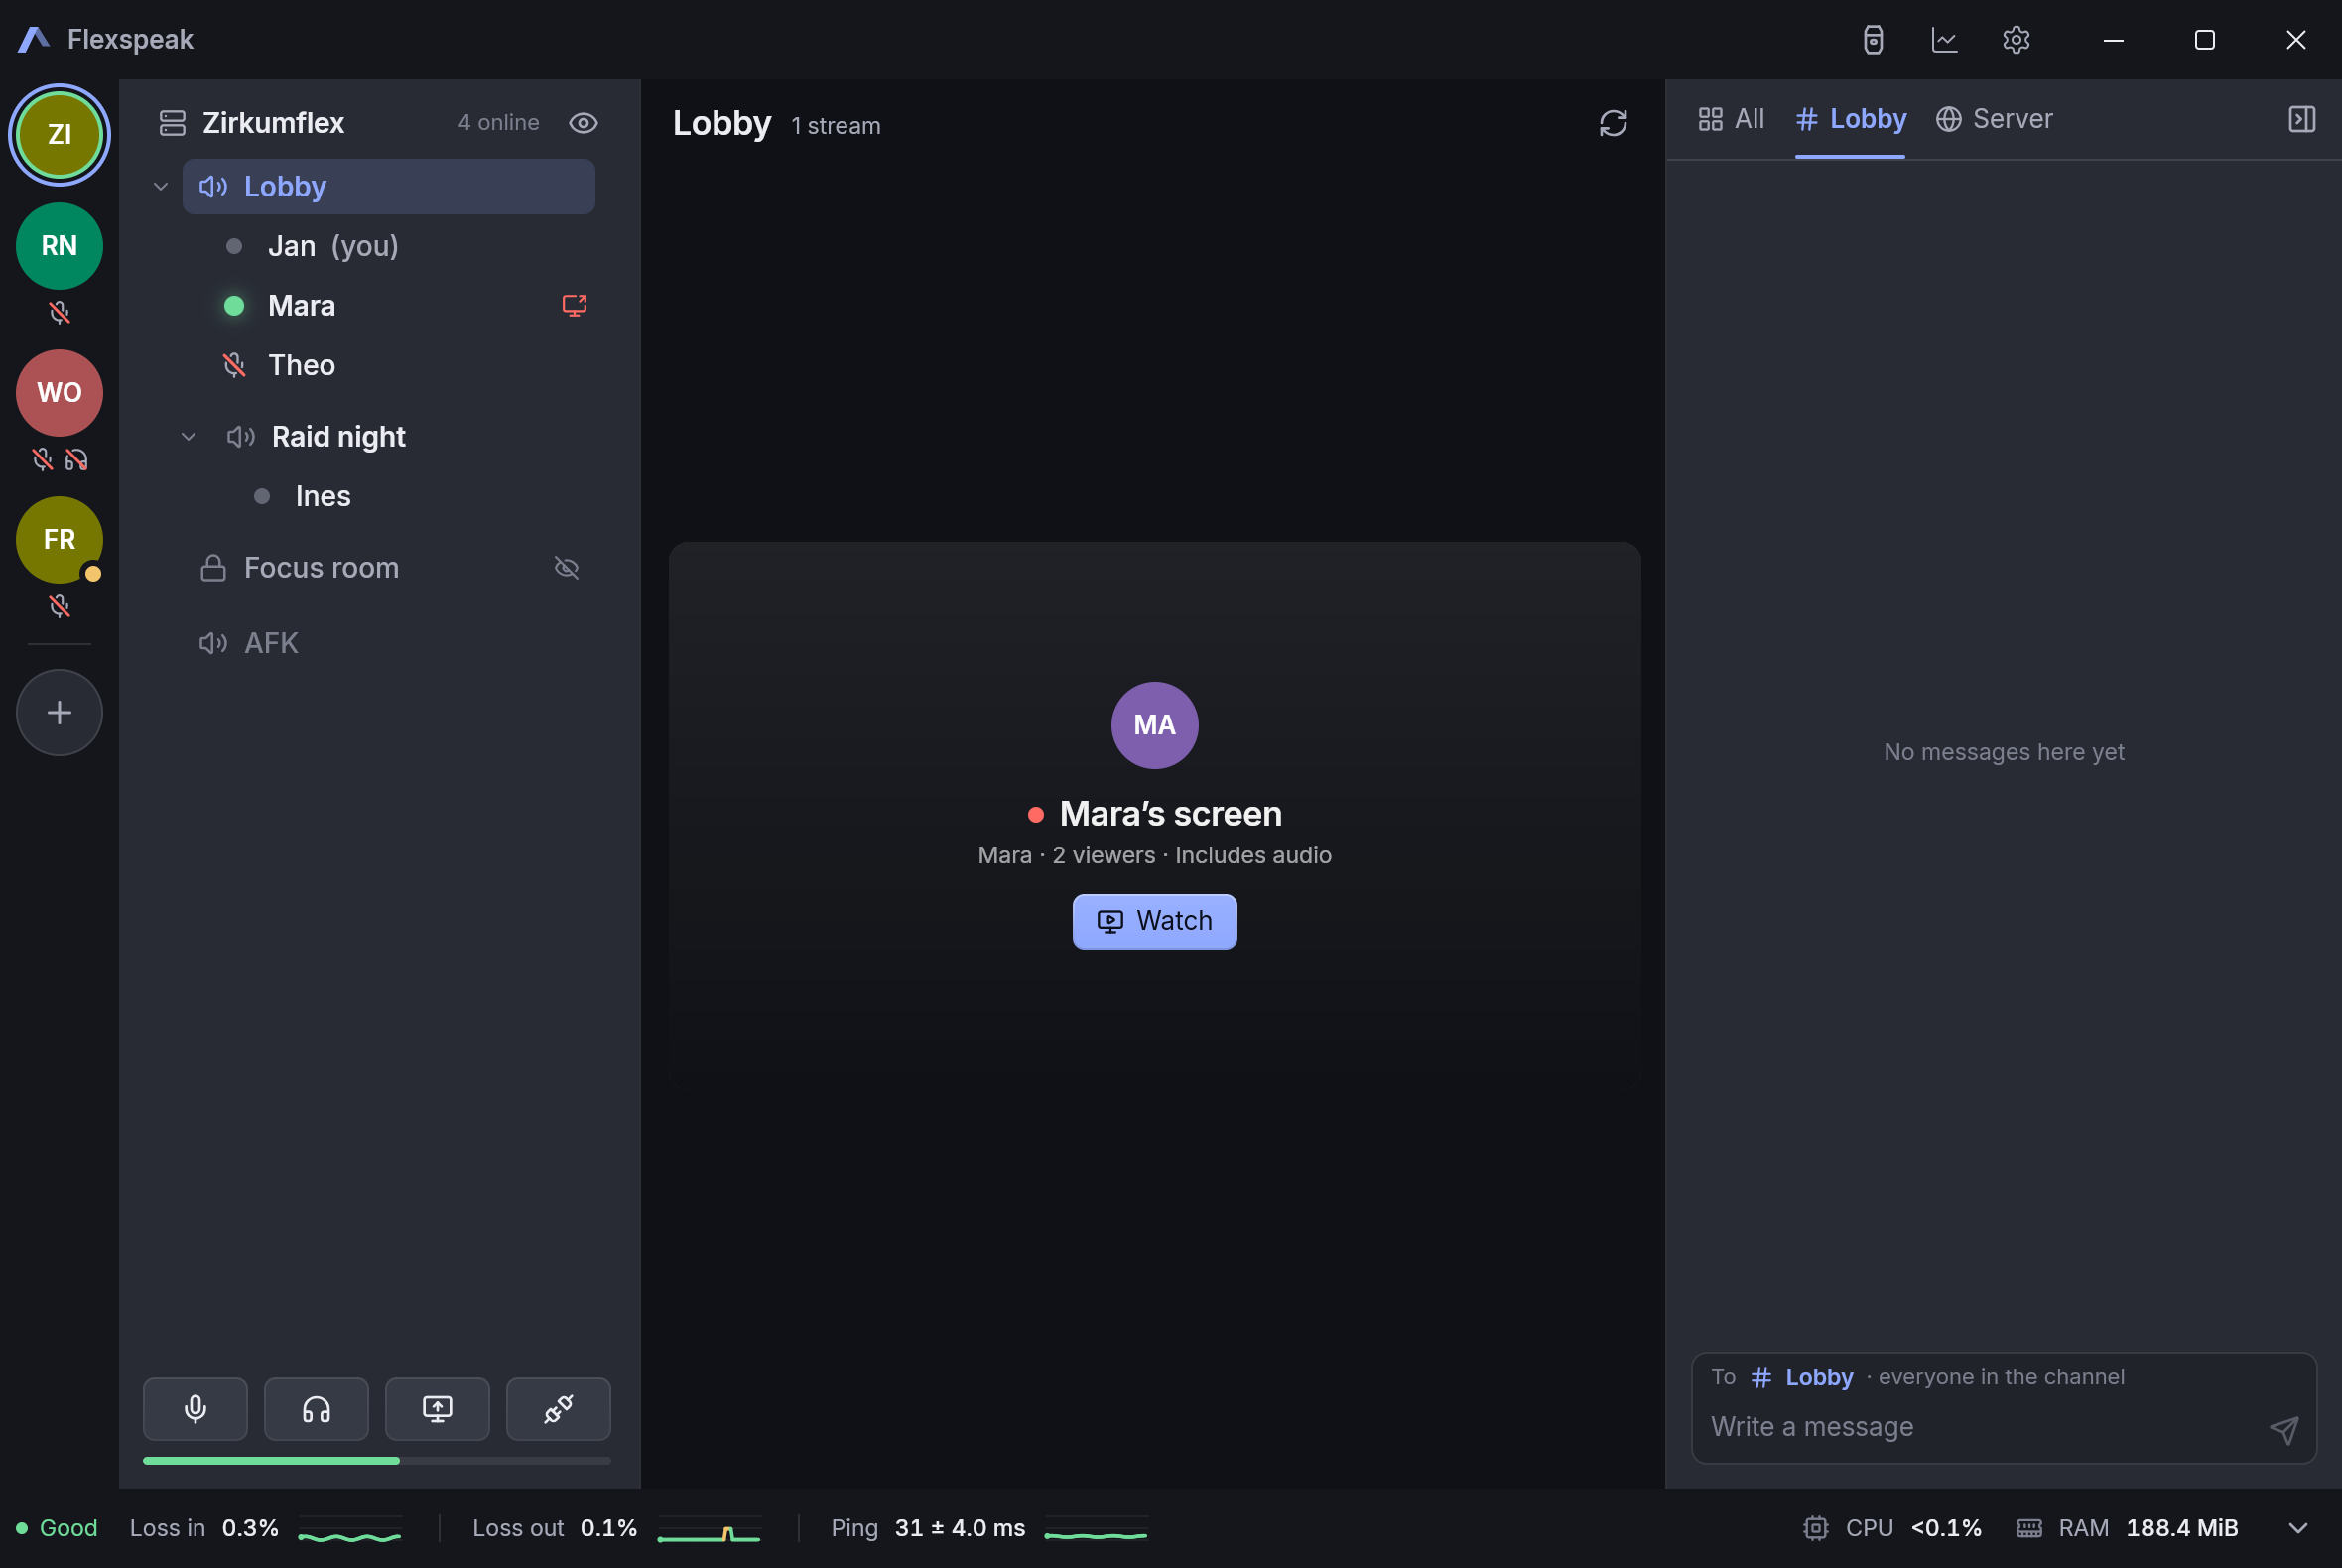 Flexspeak
ZI
RN
WO
FR
Zirkumflex 4 online
Lobby
Jan (you)
Mara
Theo
Raid night
Ines
Focus room
AFK
Lobby 1 stream
MA
Mara’s screen
Mara · 2 viewers · Includes audio
Watch
All # Lobby Server
No messages here yet
To # Lobby · everyone in the channel
Write a message
Good Loss in 0.3% Loss out 0.1% Ping 31 ± 4.0 ms CPU <0.1% RAM 188.4 MiB